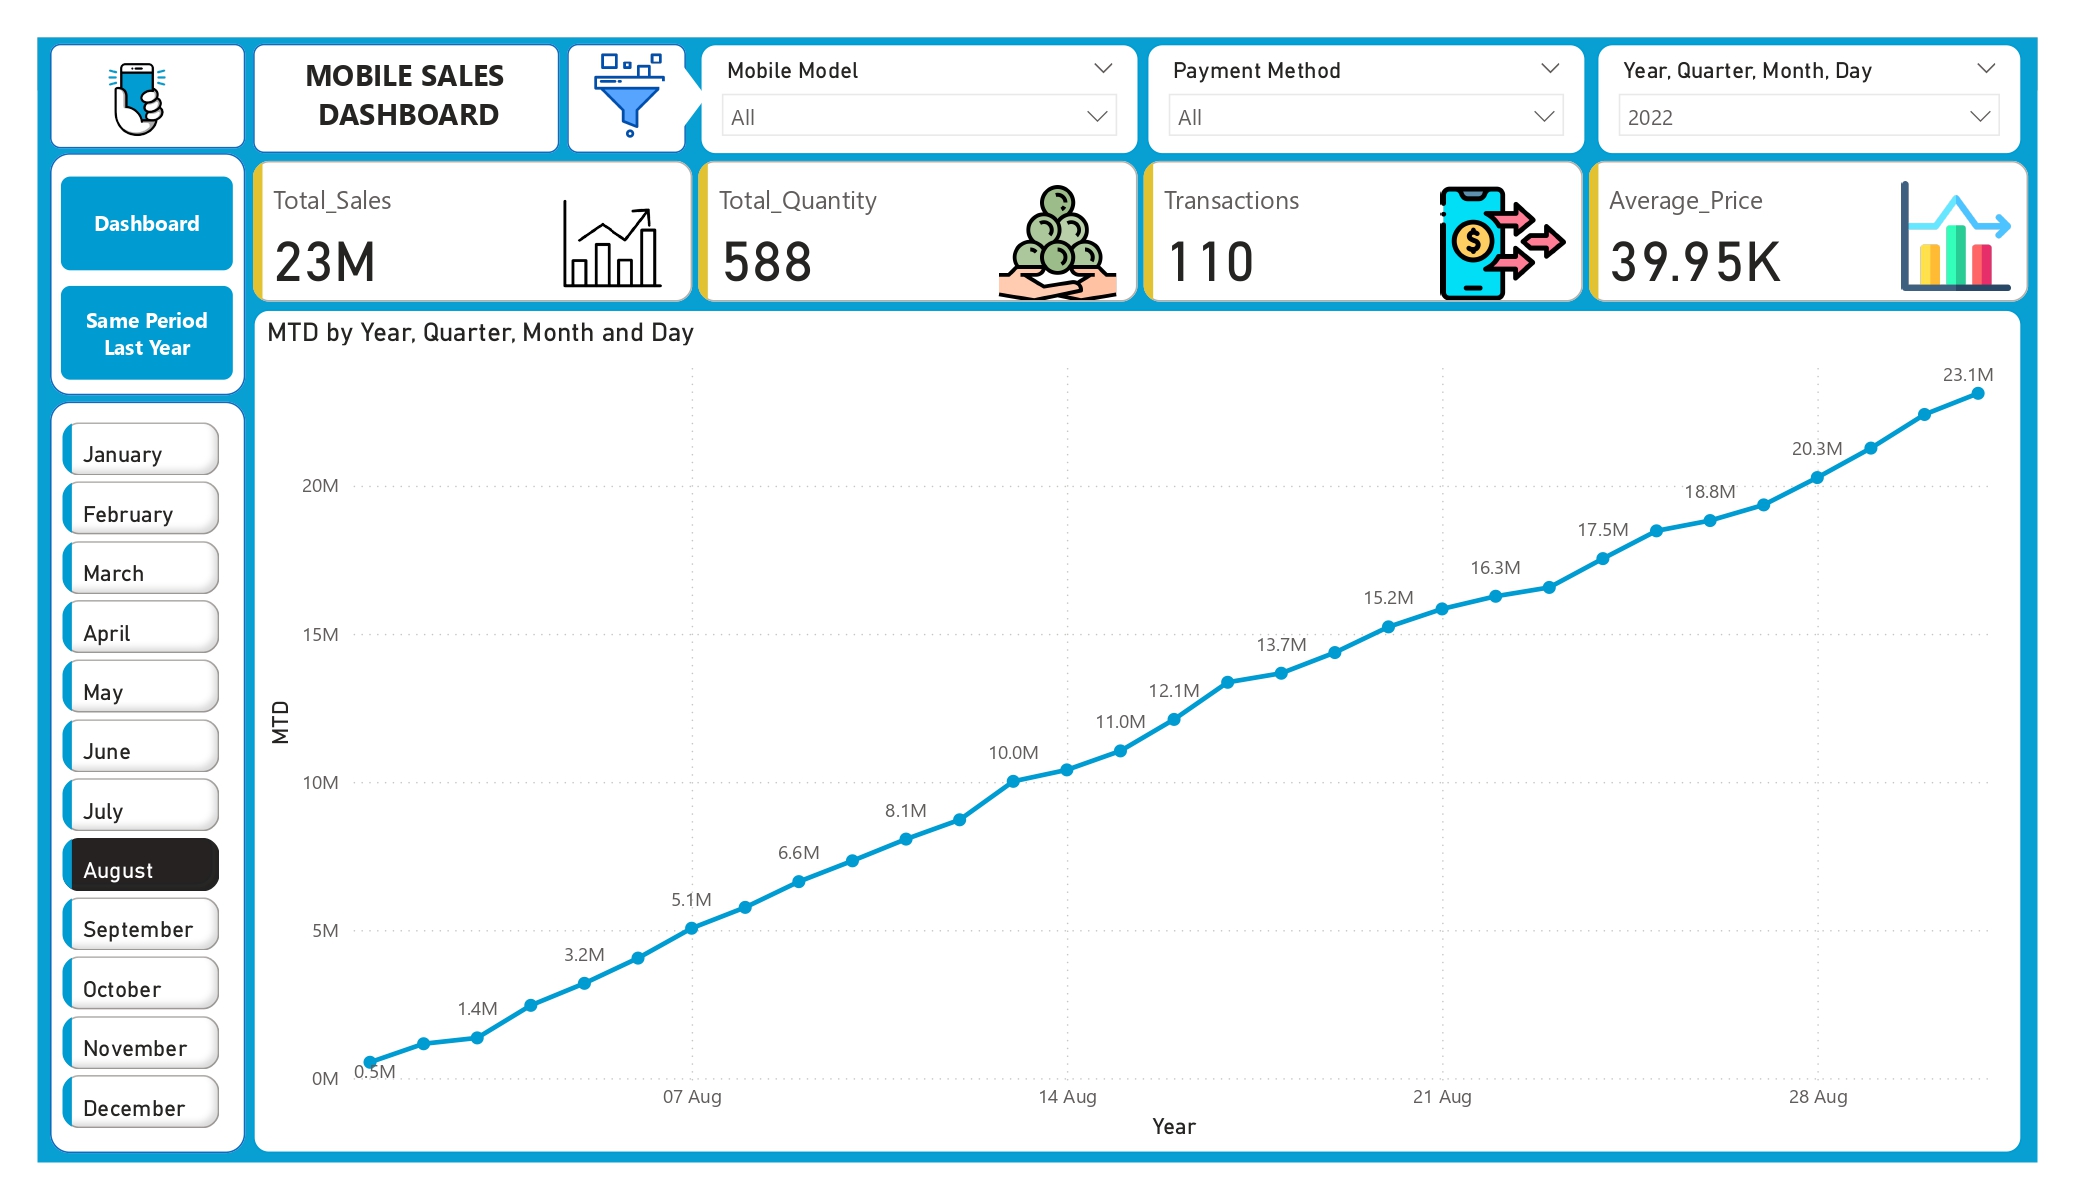 MOBILE SALES
DASHBOARD
Mobile Model
All
Payment Method
All
Year, Quarter, Month, Day
2022
Dashboard
Same Period
Last Year
Total_Sales
23M
Total_Quantity
588
Transactions
110
$
Average_Price
39.95K
January
February
March
April
May
June
July
August
September
October
November
December
MTD by Year, Quarter, Month and Day
MTD
20M
15M
10M
5M
0M
0.5M
1.4M
3.2M
5.1M
6.6M
8.1M
10.0M
11.0M
12.1M
13.7M
15.2M
16.3M
17.5M
18.8M
20.3M
23.1M
07 Aug
14 Aug
21 Aug
28 Aug
Year